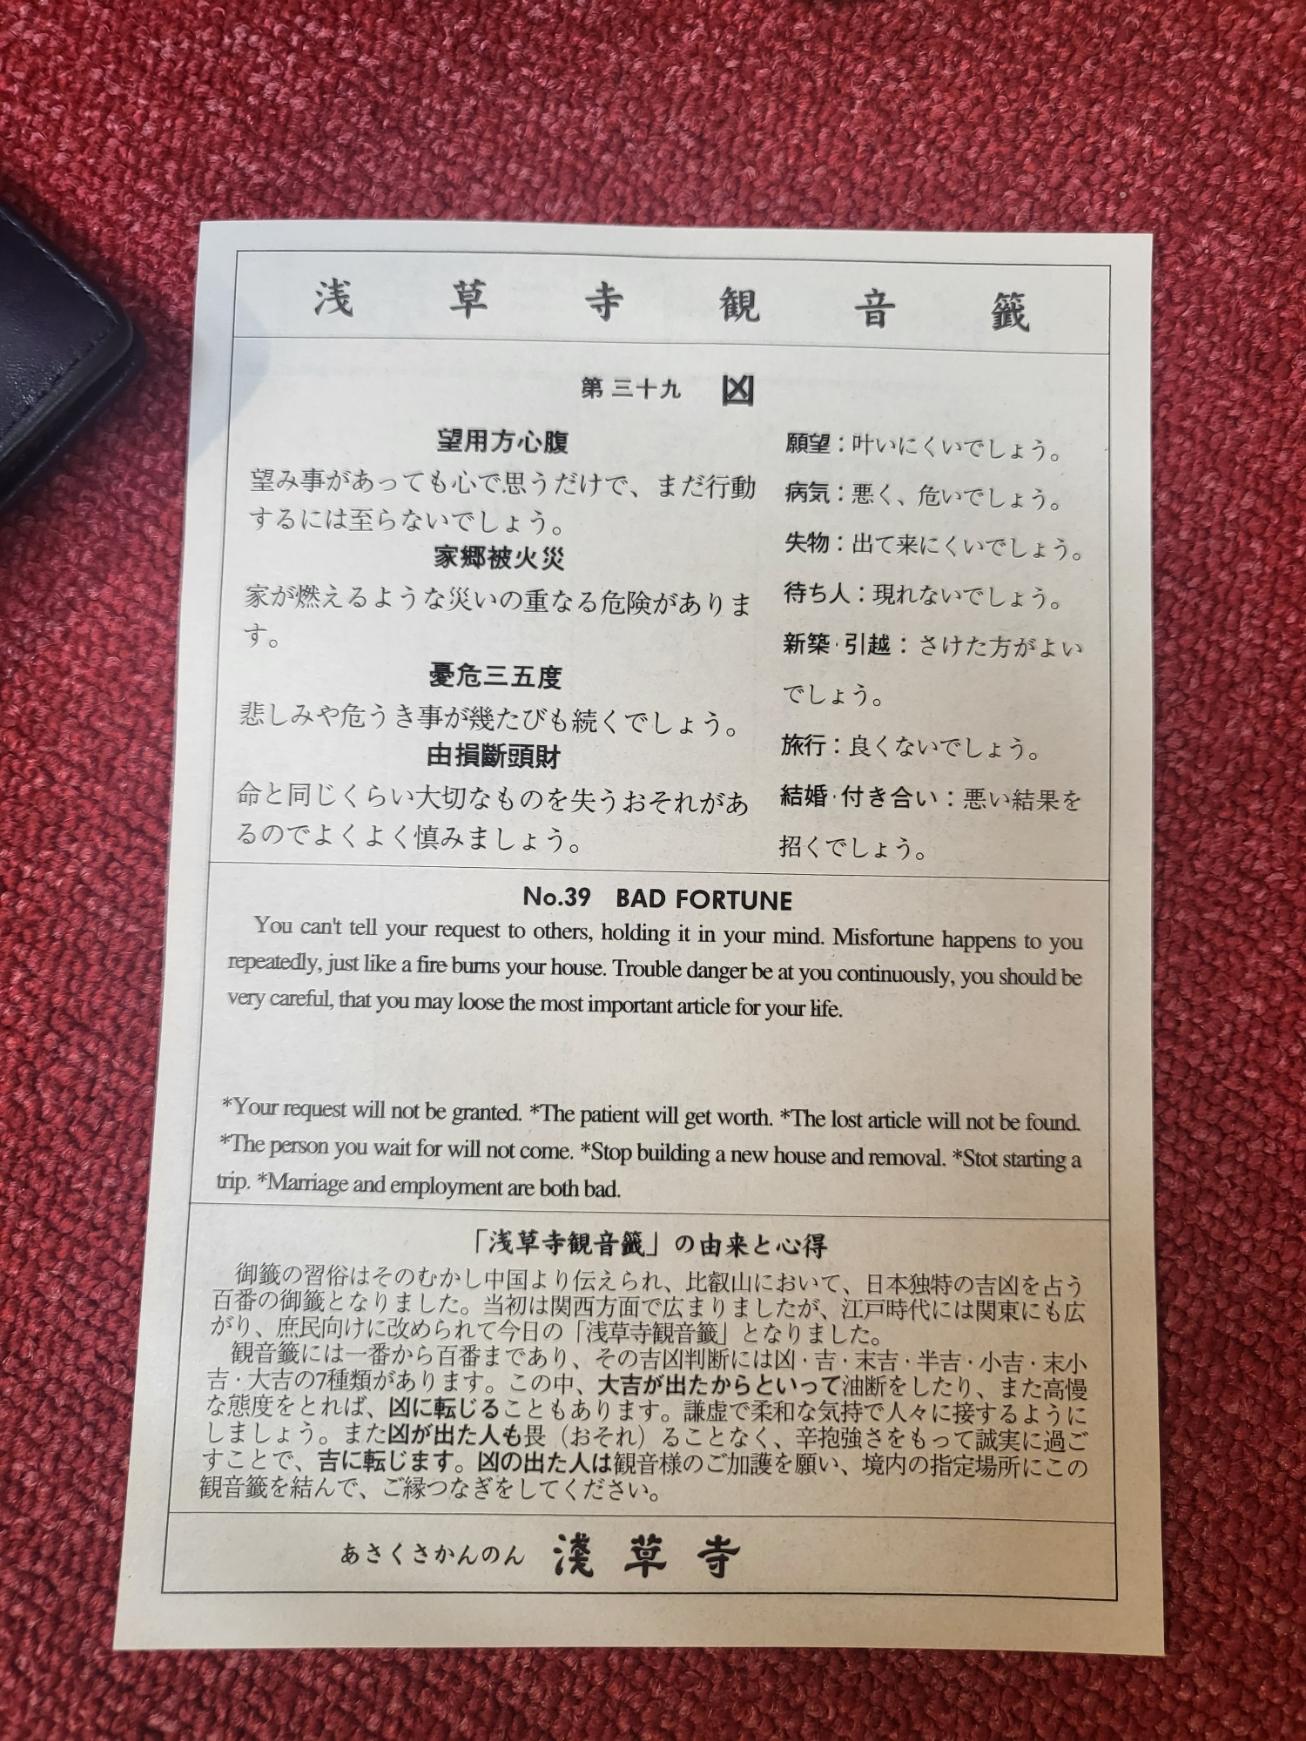 浅草寺観音籤
第三十九 凶
望用方心腹
望み事があっても心で思うだけで、まだ行動
するには至らないでしょう。
家郷被火災
家が燃えるような災いの重なる危険がありま
す。
憂危三五度
悲しみや危うき事が幾たびも続くでしょう。
由損斷頭財
命と同じくらい大切なものを失うおそれがあ
るのでよくよく慎みましょう。
願望：叶いにくいでしょう。
病気：悪く、危いでしょう。
失物：出て来にくいでしょう。
待ち人：現れないでしょう。
新築·引越：さけた方がよい
でしょう。
旅行：良くないでしょう。
結婚·付き合い：悪い結果を
招くでしょう。
No.39 BAD FORTUNE
You can't tell your request to others, holding it in your mind. Misfortune happens to you
repeatedly, just like a fire burns your house. Trouble danger be at you continuously, you should be
very careful, that you may loose the most important article for your life.
*Your request will not be granted. *The patient will get worth. *The lost article will not be found.
*The person you wait for will not come. *Stop building a new house and removal. *Stot starting a
trip. *Marriage and employment are both bad.
「浅草寺観音籤」の由来と心得
御籤の習俗はそのむかし中国より伝えられ、比叡山において、日本独特の吉凶を占う
百番の御籤となりました。当初は関西方面で広まりましたが、江戸時代には関東にも広
がり、庶民向けに改められて今日の「浅草寺観音籤」となりました。
観音籤には一番から百番まであり、その吉凶判断には凶·吉·末吉·半吉·小吉·末小
吉·大吉の7種類があります。この中、大吉が出たからといって油断をしたり、また高慢
な態度をとれば、凶に転じることもあります。謙虚で柔和な気持で人々に接するように
しましょう。また凶が出た人も畏（おそれ）ることなく、辛抱強さをもって誠実に過ご
すことで、吉に転じます。凶の出た人は観音様のご加護を願い、境内の指定場所にこの
観音籤を結んで、ご縁つなぎをしてください。
あさくさかんのん 淺草寺